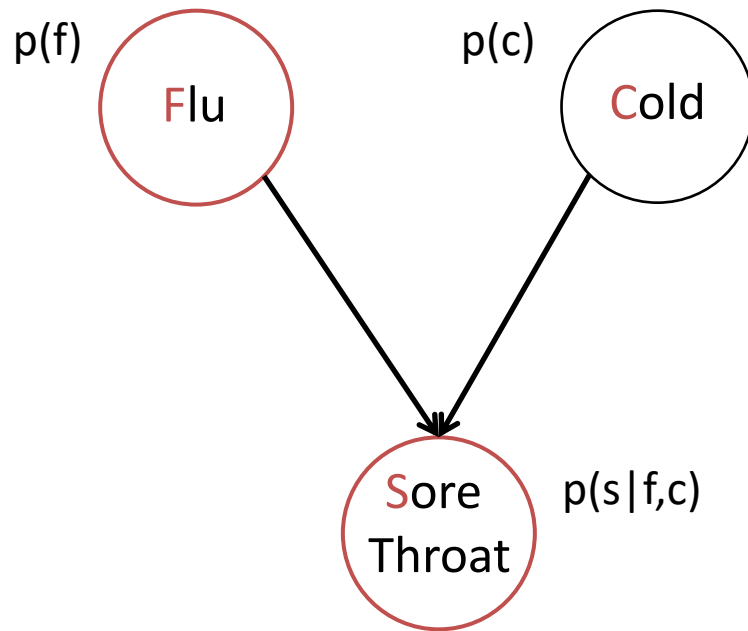 p(f)
p(c)
Flu
Cold
Sore
Throat
p(s|f,c)